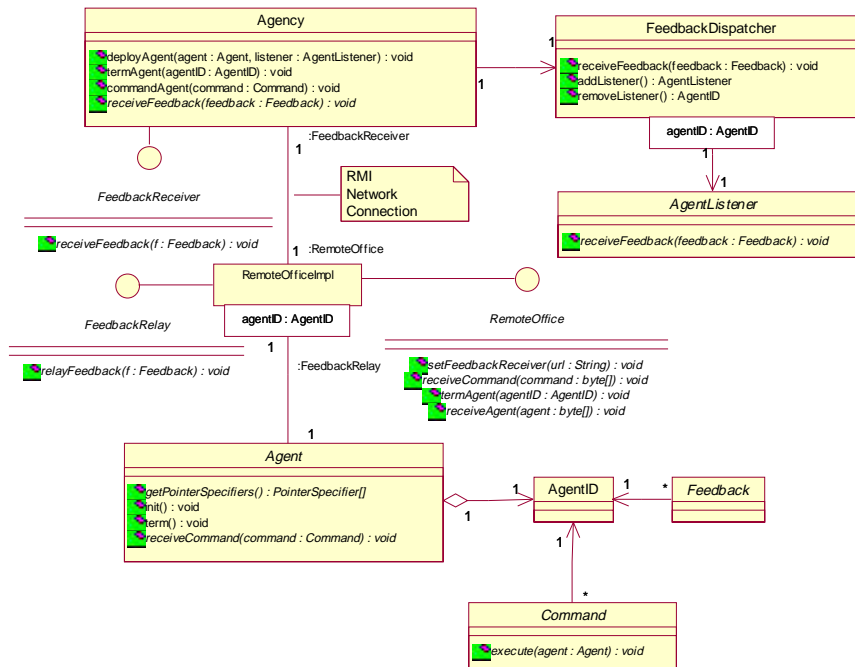 Agency
deployAgent(agent : Agent, listener : AgentListener) : void
termAgent(agentID : AgentID) : void
commandAgent(command : Command) : void
receiveFeedback(feedback : Feedback) : void
FeedbackDispatcher
receiveFeedback(feedback : Feedback) : void
addListener() : AgentListener
removeListener() : AgentID
agentID : AgentID
1
1
1
1
AgentListener
receiveFeedback(feedback : Feedback) : void
:FeedbackReceiver
1
RMI
Network
Connection
FeedbackReceiver
receiveFeedback(f : Feedback) : void
:RemoteOffice
1
RemoteOfficeImpl
agentID : AgentID
FeedbackRelay
relayFeedback(f : Feedback) : void
RemoteOffice
setFeedbackReceiver(url : String) : void
receiveCommand(command : byte[]) : void
termAgent(agentID : AgentID) : void
receiveAgent(agent : byte[]) : void
1
:FeedbackRelay
1
Agent
getPointerSpecifiers() : PointerSpecifier[]
init() : void
term() : void
receiveCommand(command : Command) : void
1
1
AgentID
1
*
Feedback
1
*
Command
execute(agent : Agent) : void